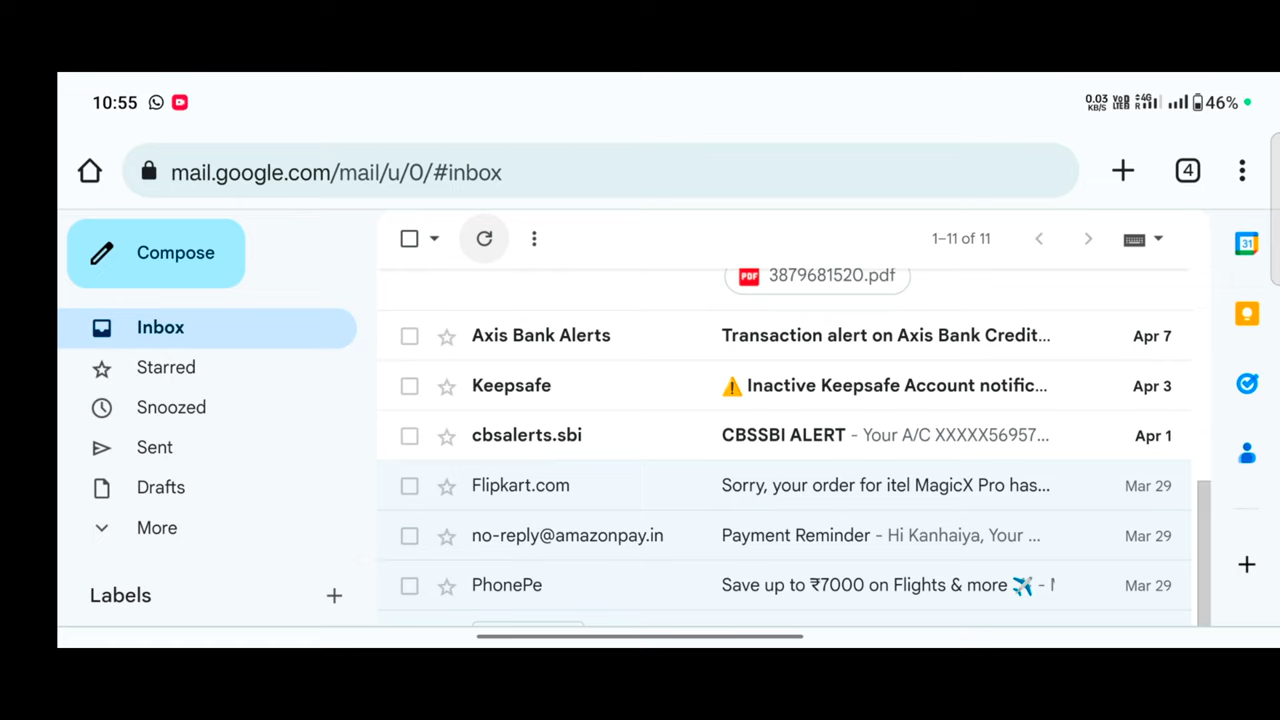 10:55 0.03 KB/S VoD LTEB 4G R 46%
mail.google.com/mail/u/0/#inbox 4
Compose 1–11 of 11 31
PDF 3879681520.pdf
Inbox Axis Bank Alerts Transaction alert on Axis Bank Credit... Apr 7
Starred Keepsafe ⚠️ Inactive Keepsafe Account notific... Apr 3
Snoozed cbsalerts.sbi CBSSBI ALERT - Your A/C XXXXX56957... Apr 1
Sent Flipkart.com Sorry, your order for itel MagicX Pro has... Mar 29
Drafts no-reply@amazonpay.in Payment Reminder - Hi Kanhaiya, Your ... Mar 29
More PhonePe Save up to ₹7000 on Flights & more ✈️ - Mar 29
Labels